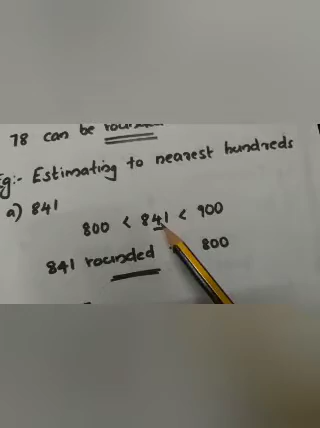 78 can be
Eg:- Estimating to nearest hundreds
a) 841
800 < 841 < 900
841 rounded 800